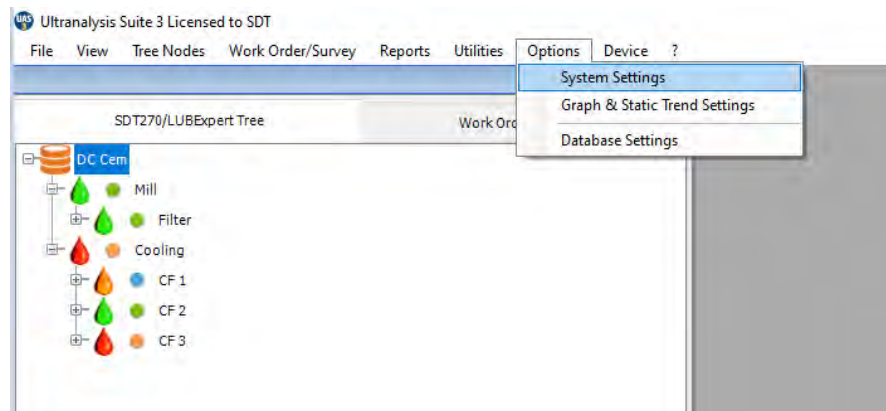 UAS Ultranalysis Suite 3 Licensed to SDT
File View Tree Nodes Work Order/Survey Reports Utilities Options Device ?
System Settings
Graph & Static Trend Settings
Database Settings
SDT270/LUBExpert Tree Work Ord
DC Cem
Mill
Filter
Cooling
CF 1
CF 2
CF 3